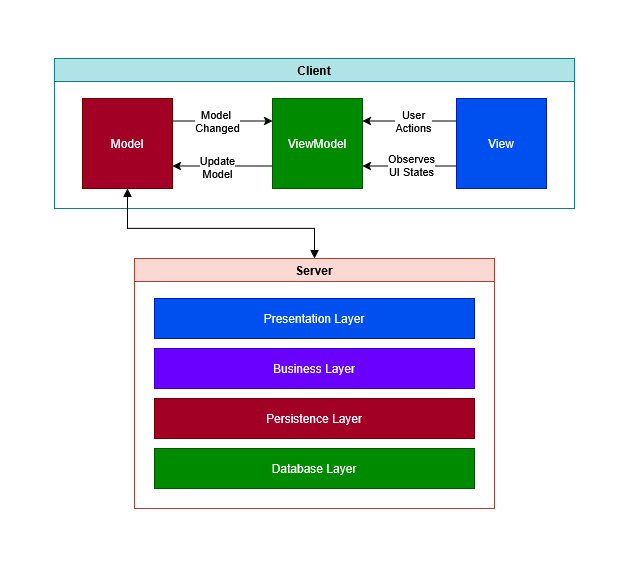 Client
Model
Model
Changed
Update
Model
ViewModel
User
Actions
Observes
UI States
View
Server
Presentation Layer
Business Layer
Persistence Layer
Database Layer